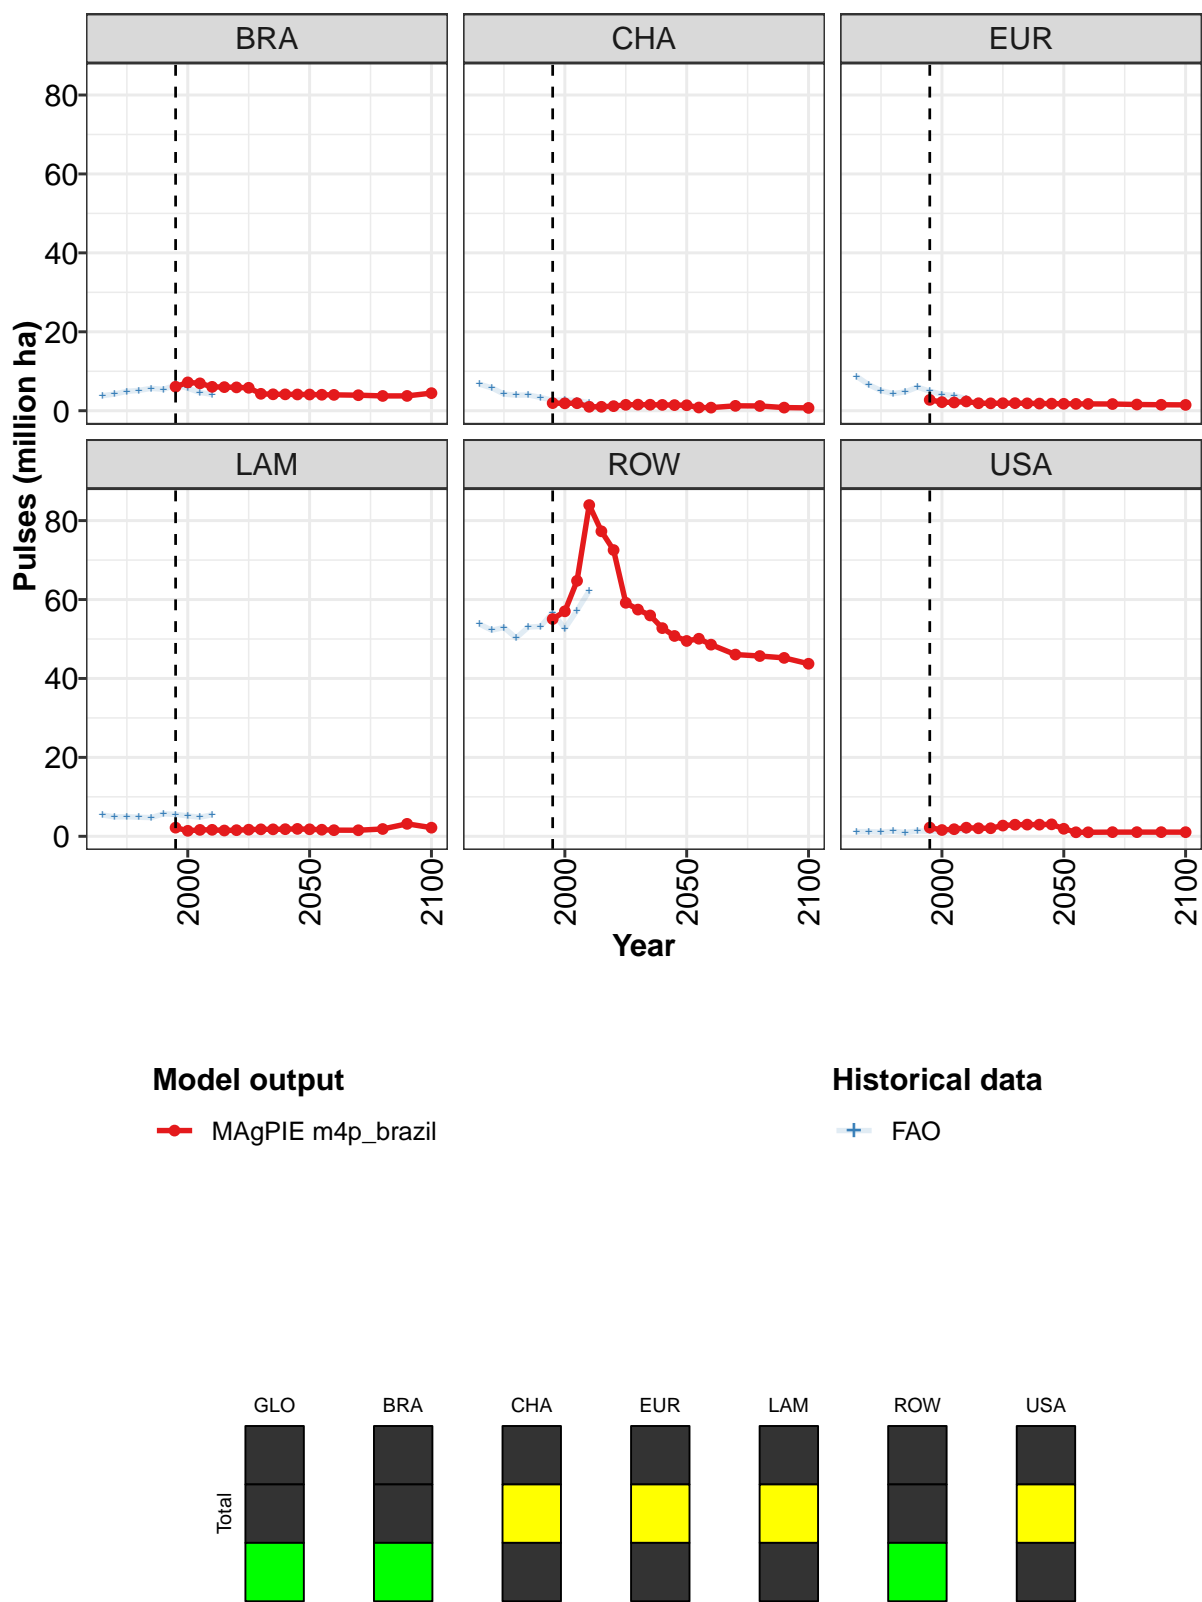 BRA
CHA
EUR
80
60
40
20
0
LAM
ROW
USA
80
60
40
20
0
Pulses (million ha)
2000
2050
2100
2000
2050
2100
2000
2050
2100
Year
Model output
MAgPIE m4p_brazil
Historical data
FAO
GLO
BRA
CHA
EUR
LAM
ROW
USA
Total